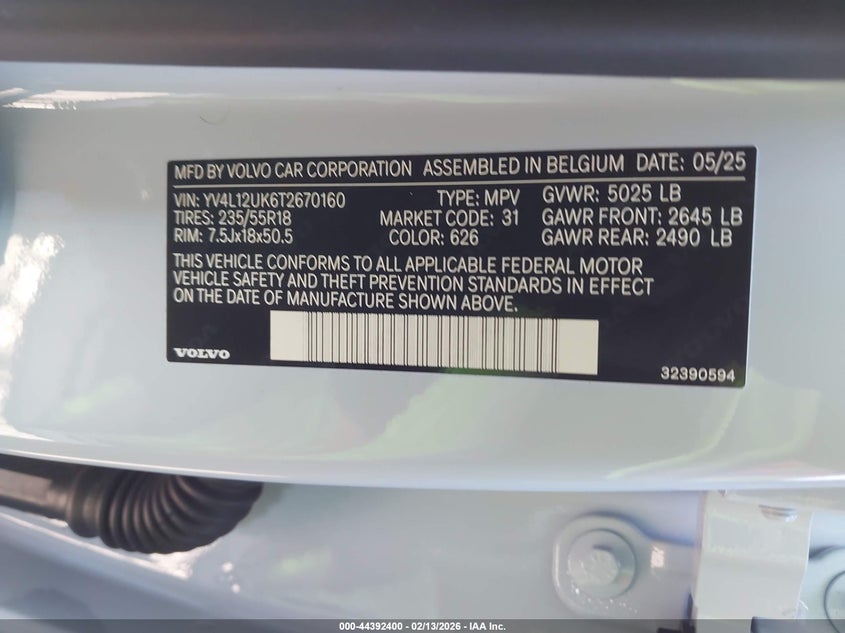 MFD BY VOLVO CAR CORPORATION ASSEMBLED IN BELGIUM DATE: 05/25
VIN: YV4L12UK6T2670160 TYPE: MPV GVWR: 5025 LB
TIRES: 235/55R18 MARKET CODE: 31 GAWR FRONT: 2645 LB
RIM: 7.5Jx18x50.5 COLOR: 626 GAWR REAR: 2490 LB
THIS VEHICLE CONFORMS TO ALL APPLICABLE FEDERAL MOTOR
VEHICLE SAFETY AND THEFT PREVENTION STANDARDS IN EFFECT
ON THE DATE OF MANUFACTURE SHOWN ABOVE.
VOLVO
32390594
000-44392400 - 02/13/2026 - IAA Inc.